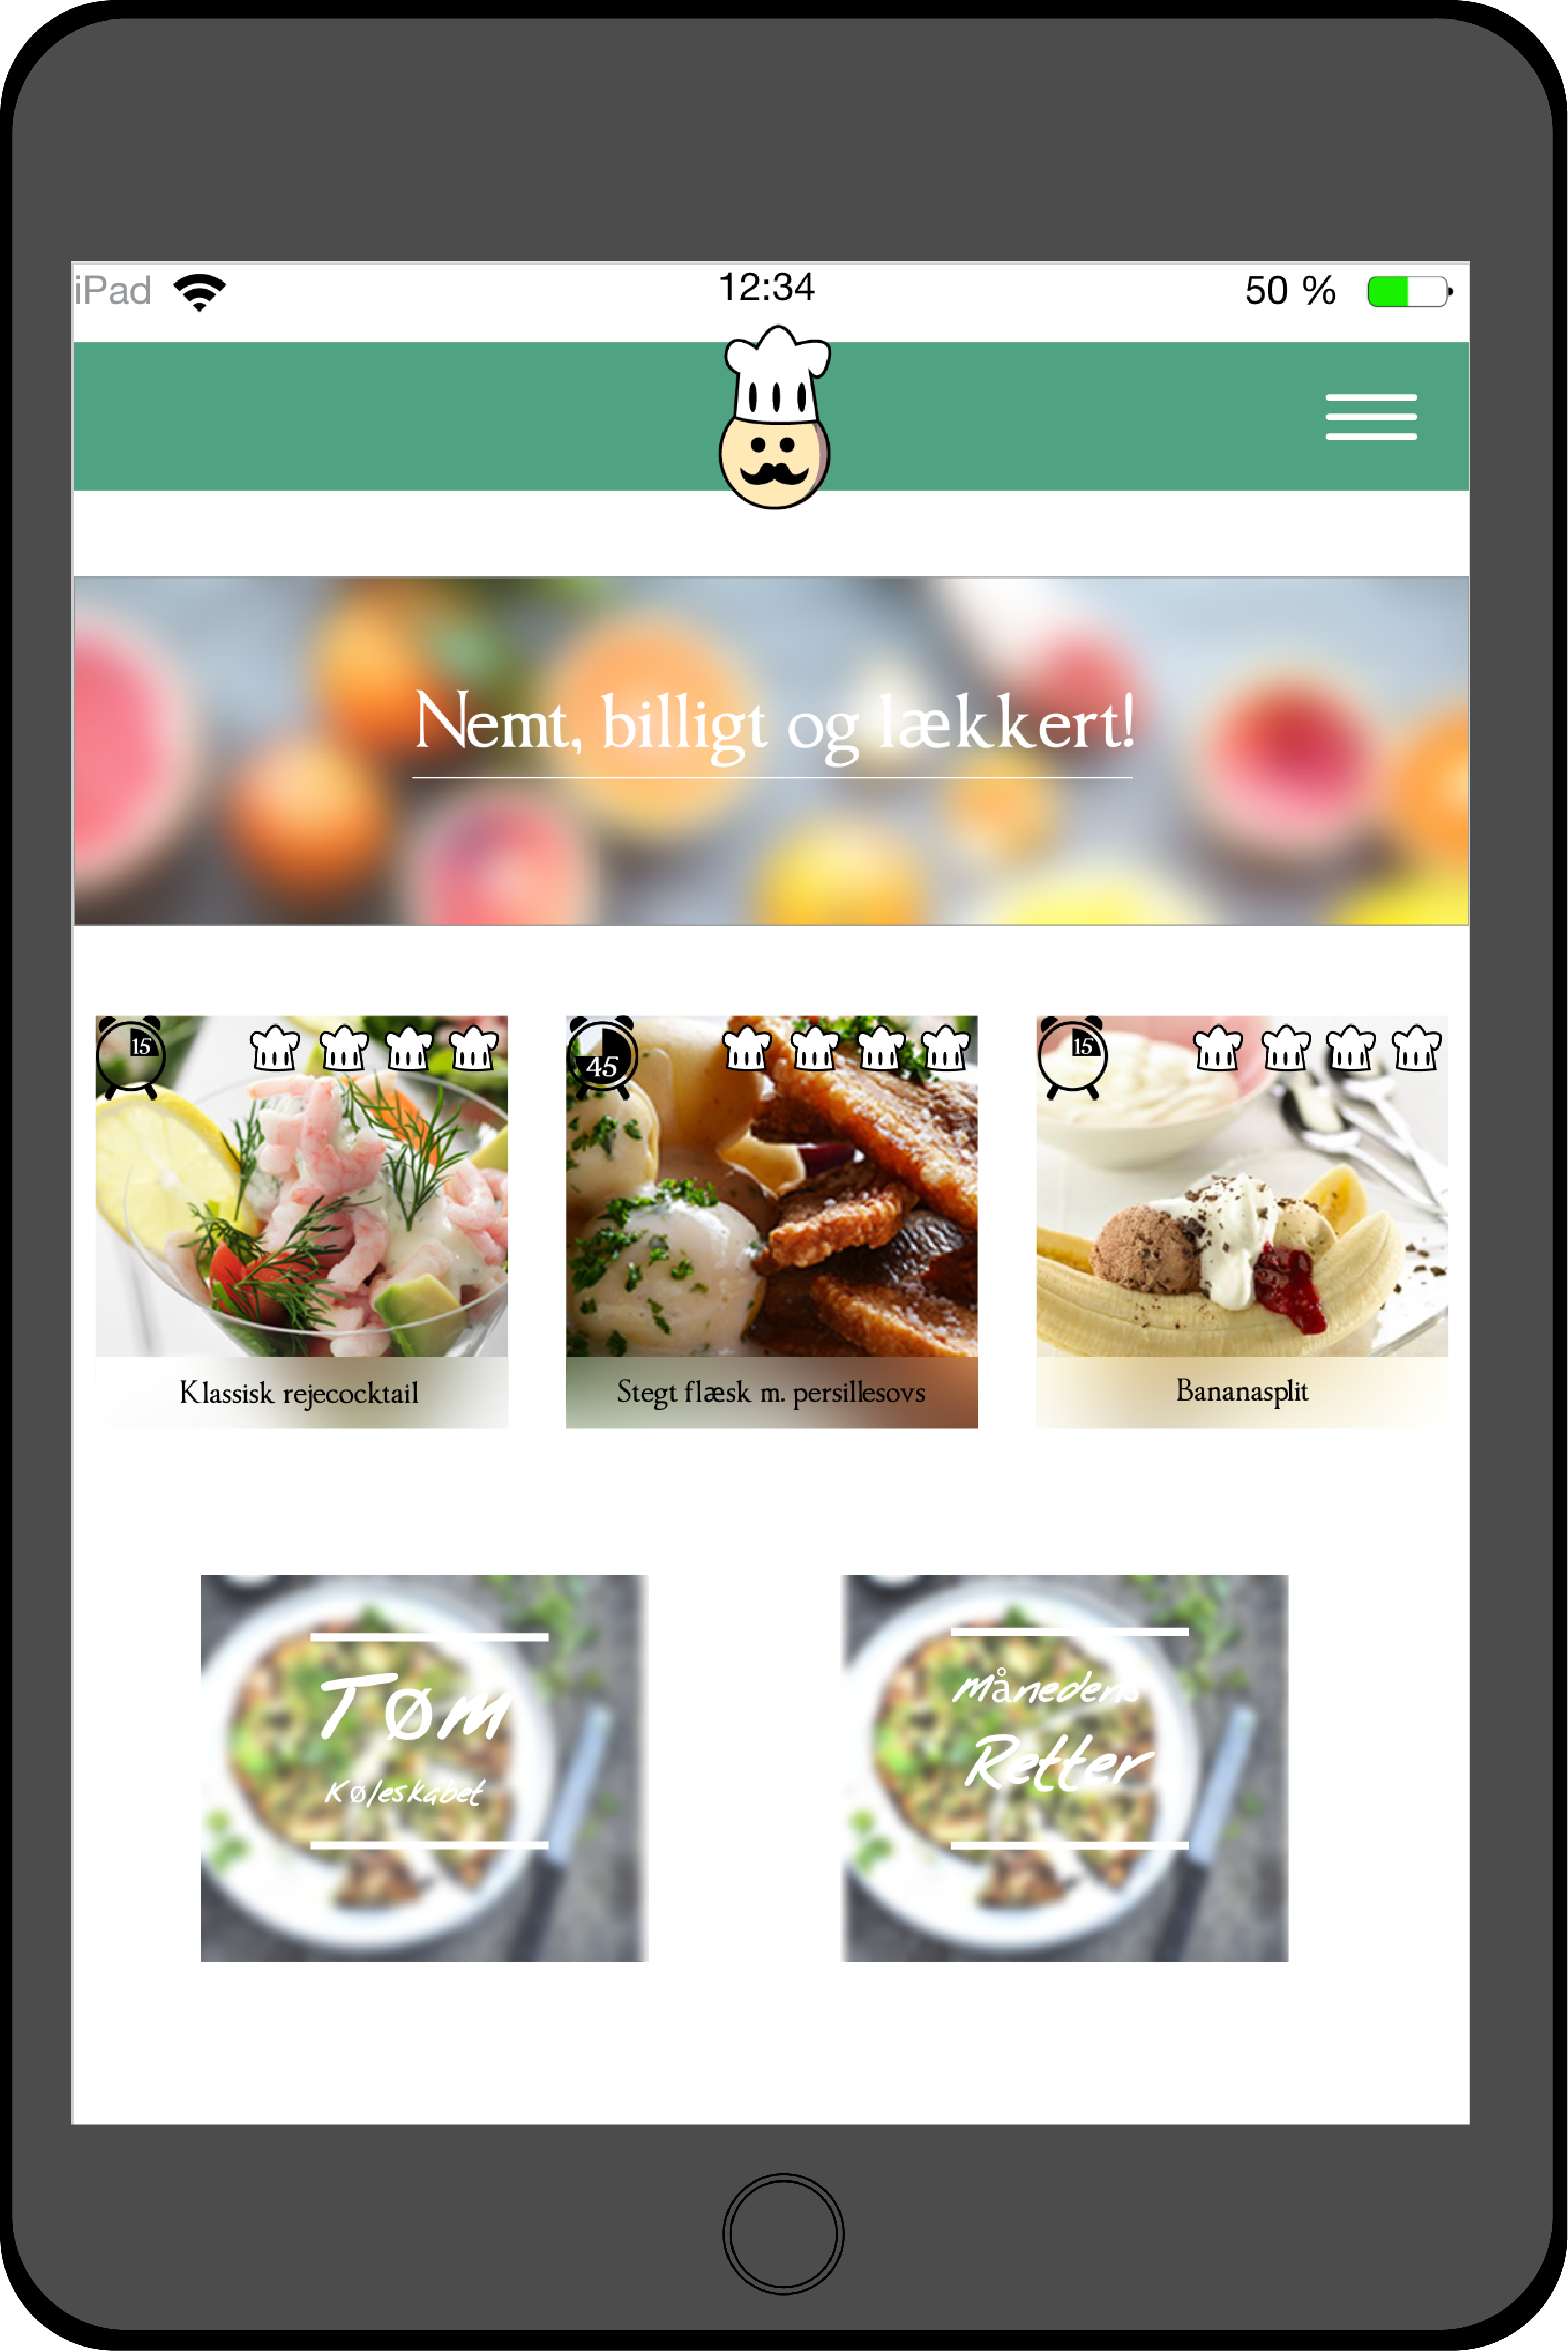 iPad
12:34
50 %
Nemt, billigt og lækkert!
15
45
15
Klassisk rejecocktail
Stegt flæsk m. persillesovs
Bananasplit
Tøm
Køleskabet
månedens
Retter